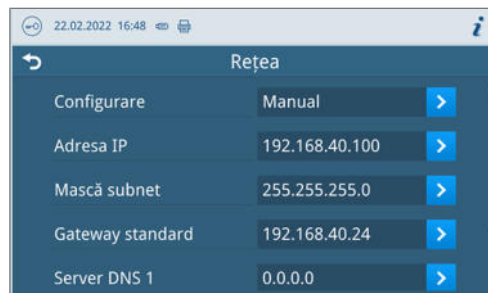 22.02.2022 16:48
Rețea
Configurare Manual
Adresa IP 192.168.40.100
Mască subnet 255.255.255.0
Gateway standard 192.168.40.24
Server DNS 1 0.0.0.0